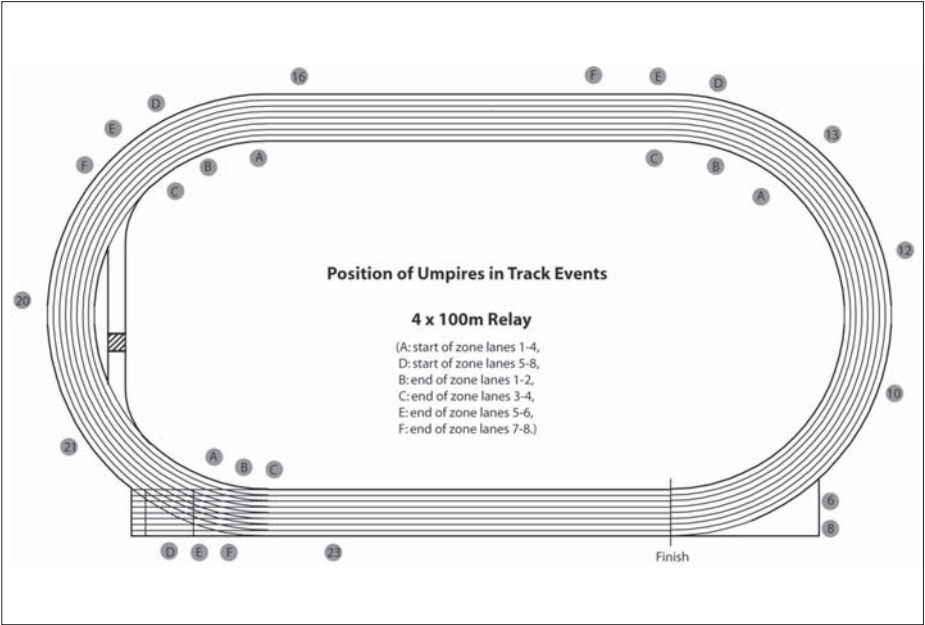 16 F E D
D
E 13
F A C
B B
C A
12
Position of Umpires in Track Events
20
4 x 100m Relay
(A: start of zone lanes 1-4,
D: start of zone lanes 5-8,
B: end of zone lanes 1-2,
C: end of zone lanes 3-4,
E: end of zone lanes 5-6,
F: end of zone lanes 7-8.)
10
21
A B C
6
8
D E F 23
Finish